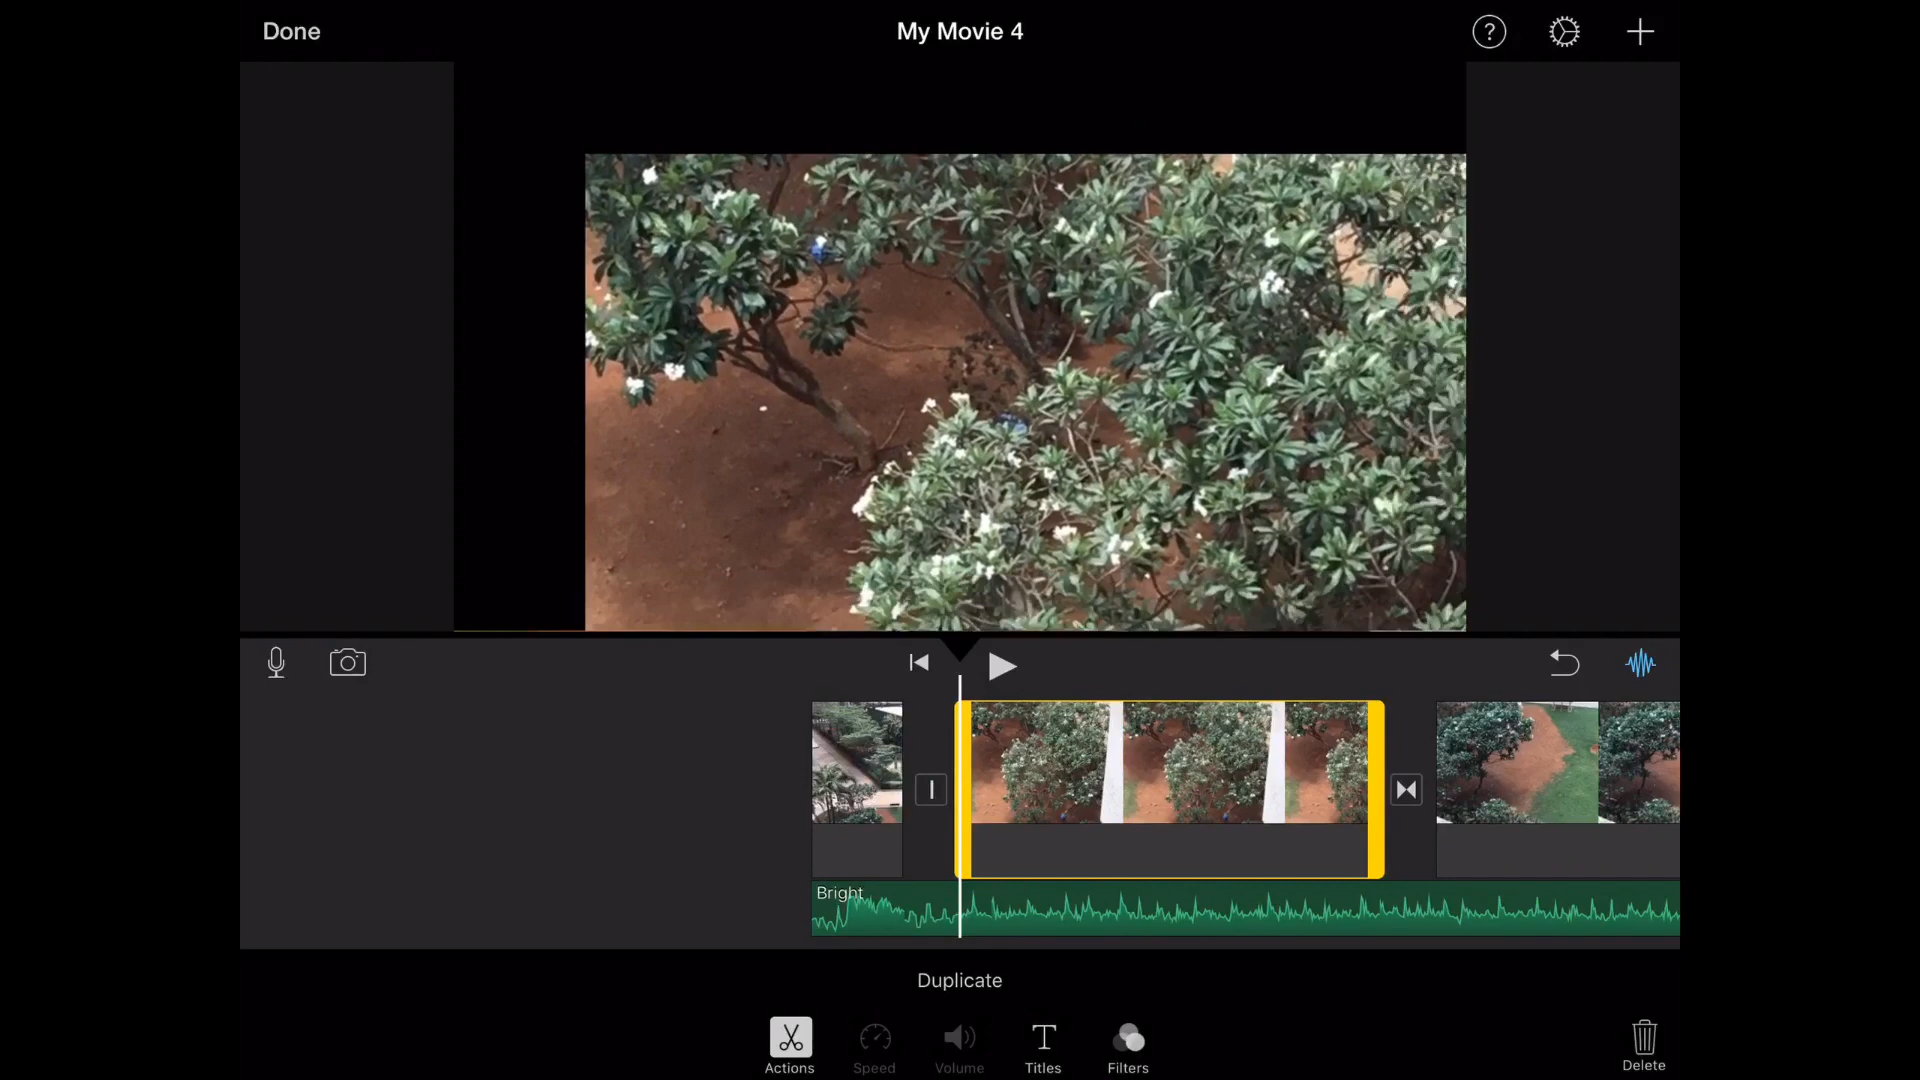 Done
My Movie 4
?
Bright
Duplicate
Actions
Speed
Volume
T
Titles
Filters
Delete